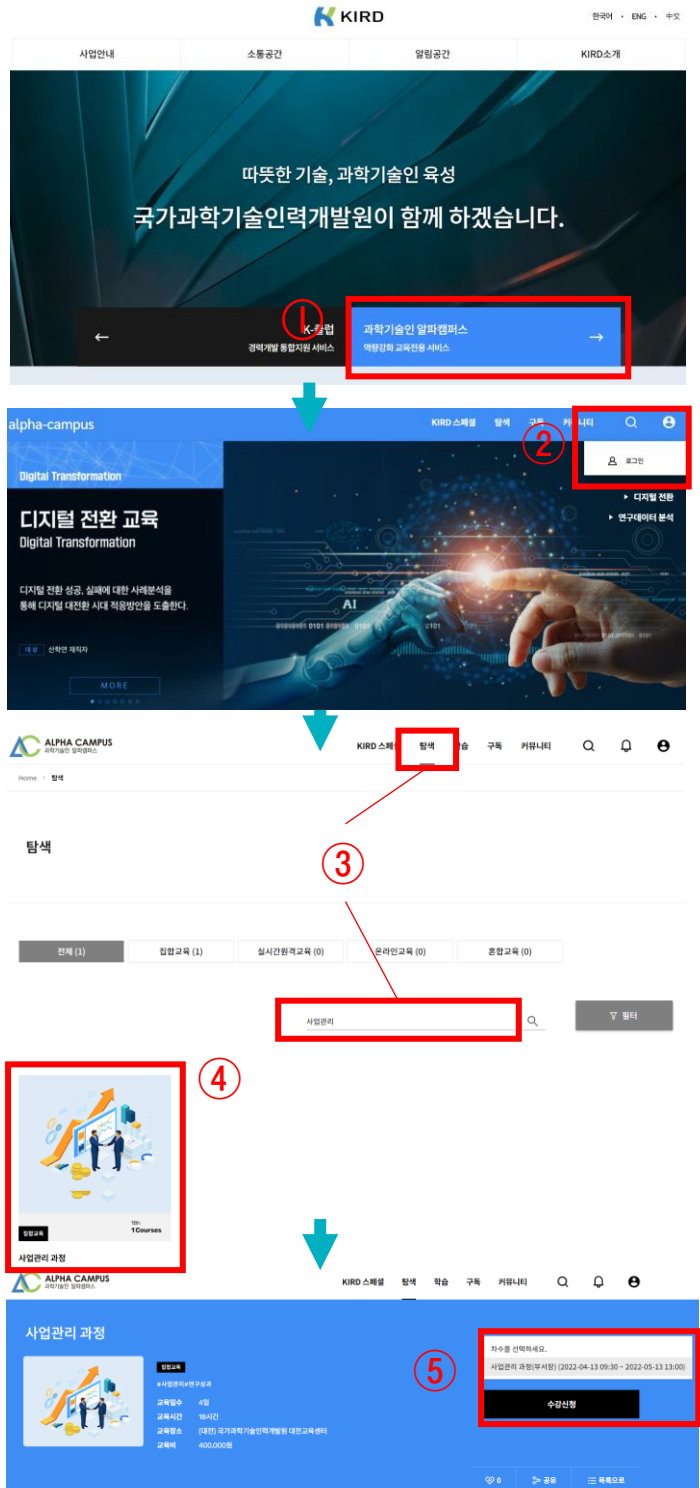 KIRD
한국어 · ENG · 中文
사업안내
소통공간
알림공간
KIRD소개
따뜻한 기술, 과학기술인 육성
국가과학기술인력개발원이 함께 하겠습니다.
①
←
K-클럽
경력개발 통합지원 서비스
과학기술인 알파캠퍼스
역량강화 교육전용 서비스
→
alpha-campus
KIRD 스페셜
탐색
구독
커뮤니티
②
로그인
Digital Transformation
▶ 디지털 전환
▶ 연구데이터 분석
디지털 전환 교육
Digital Transformation
디지털 전환 성공, 실패에 대한 사례분석을
통해 디지털 대전환 시대 적응방안을 도출한다.
AI
01010101 0101 010101 0101
0101
대상 산학연 재직자
MORE
ALPHA CAMPUS
과학기술인 알파캠퍼스
KIRD 스페셜
탐색
학습
구독
커뮤니티
Home > 탐색
탐색
③
전체 (1)
집합교육 (1)
실시간원격교육 (0)
온라인교육 (0)
혼합교육 (0)
사업관리
필터
④
집합교육
18h
1Courses
사업관리 과정
ALPHA CAMPUS
과학기술인 알파캠퍼스
KIRD 스페셜
탐색
학습
구독
커뮤니티
사업관리 과정
집합교육
#사업관리#연구성과
교육일수 4일
교육시간 18시간
교육장소 (대전) 국가과학기술인력개발원 대전교육센터
교육비 400,000원
⑤
차수를 선택하세요.
사업관리 과정(부서장) (2022-04-13 09:30 ~ 2022-05-13 13:00)
수강신청
0
공유
목록으로